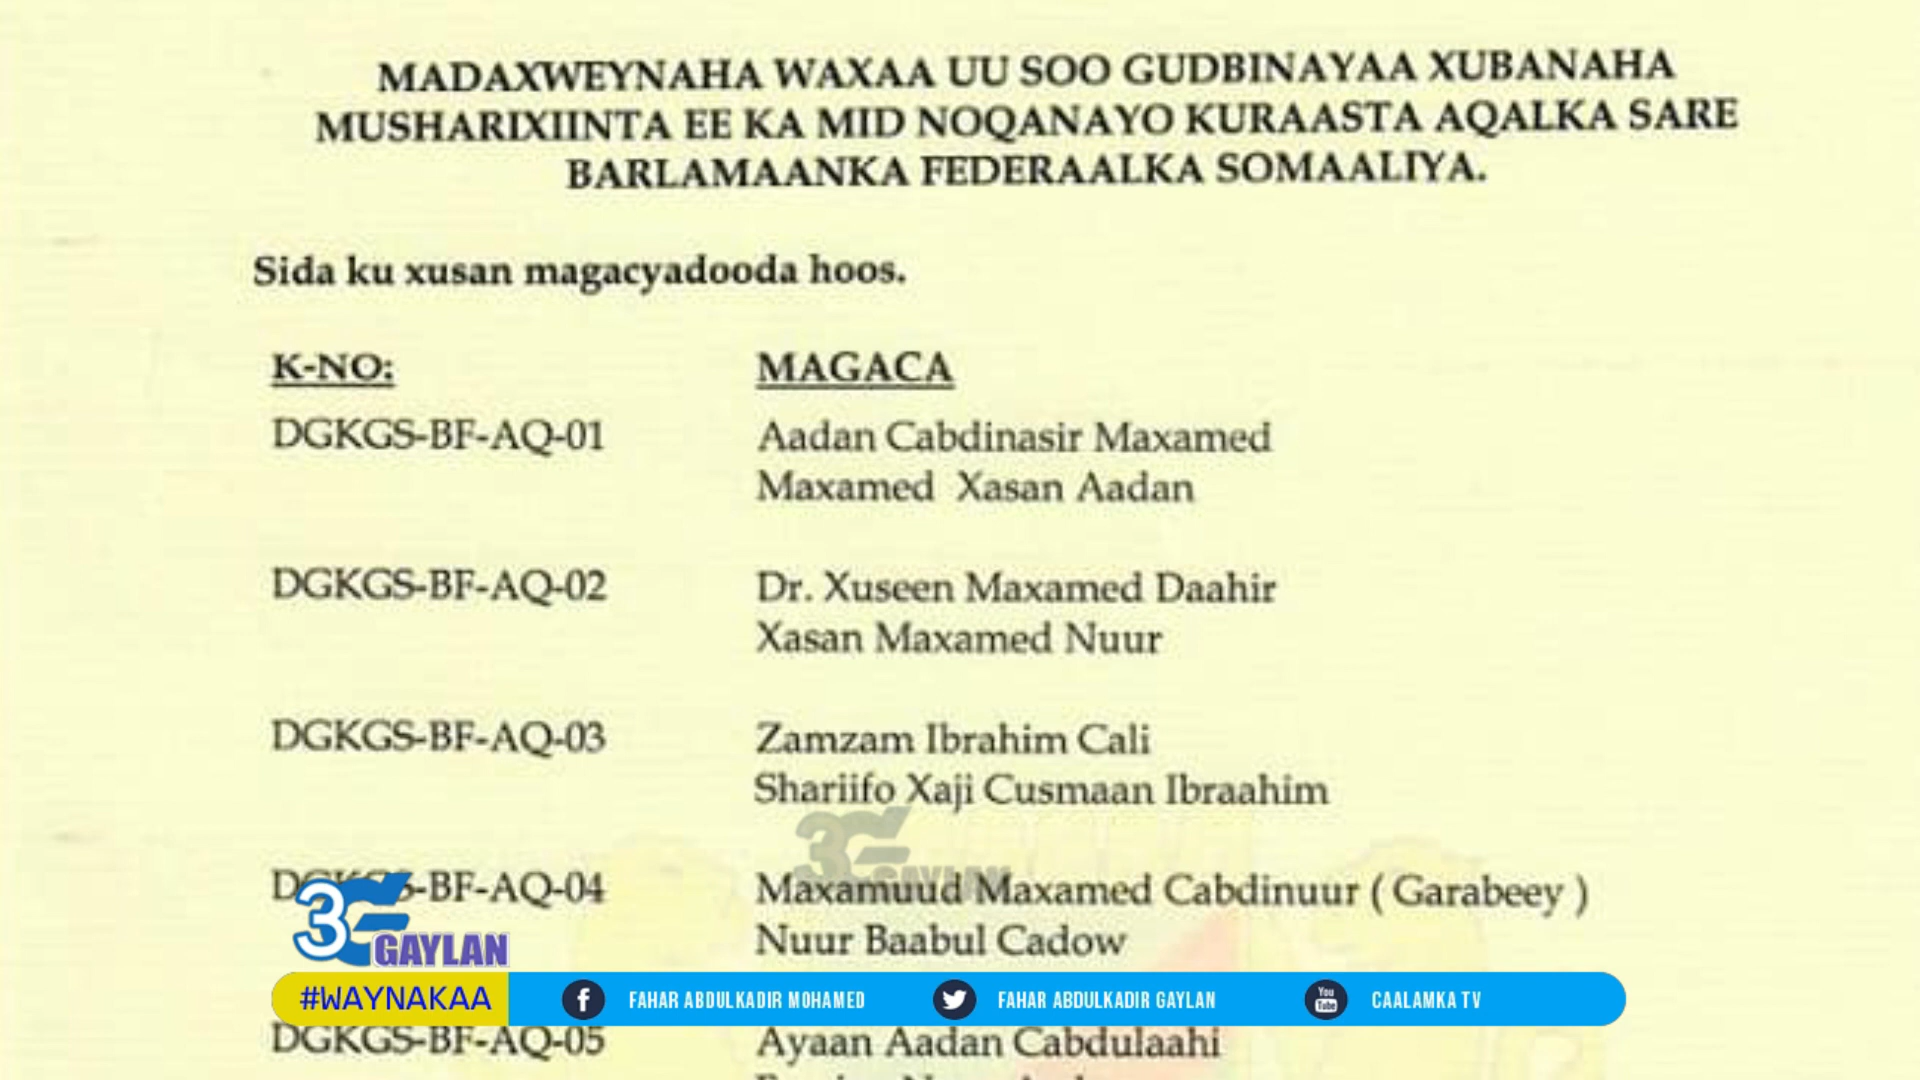 MADAXWEYNAHA WAXAA UU SOO GUDBINAYAA XUBANAHA
MUSHARIXIINTA EE KA MID NOQANAYO KURAASTA AQALKA SARE
BARLAMAANKA FEDERAALKA SOMAALIYA.
Sida ku xusan magacyadooda hoos.
K-NO: MAGACA
DGKGS-BF-AQ-01 Aadan Cabdinasir Maxamed
Maxamed Xasan Aadan
DGKGS-BF-AQ-02 Dr. Xuseen Maxamed Daahir
Xasan Maxamed Nuur
DGKGS-BF-AQ-03 Zamzam Ibrahim Cali
Shariifo Xaji Cusmaan Ibraahim
3G GAYLAN
-BF-AQ-04 Maxamuud Maxamed Cabdinuur ( Garabeey )
Nuur Baabul Cadow
3G GAYLAN
#WAYNAKAA FAHAR ABDULKADIR MOHAMED FAHAR ABDULKADIR GAYLAN You Tube CAALAMKA TV
DGKGS-BF-AQ-05 Ayaan Aadan Cabdulaahi